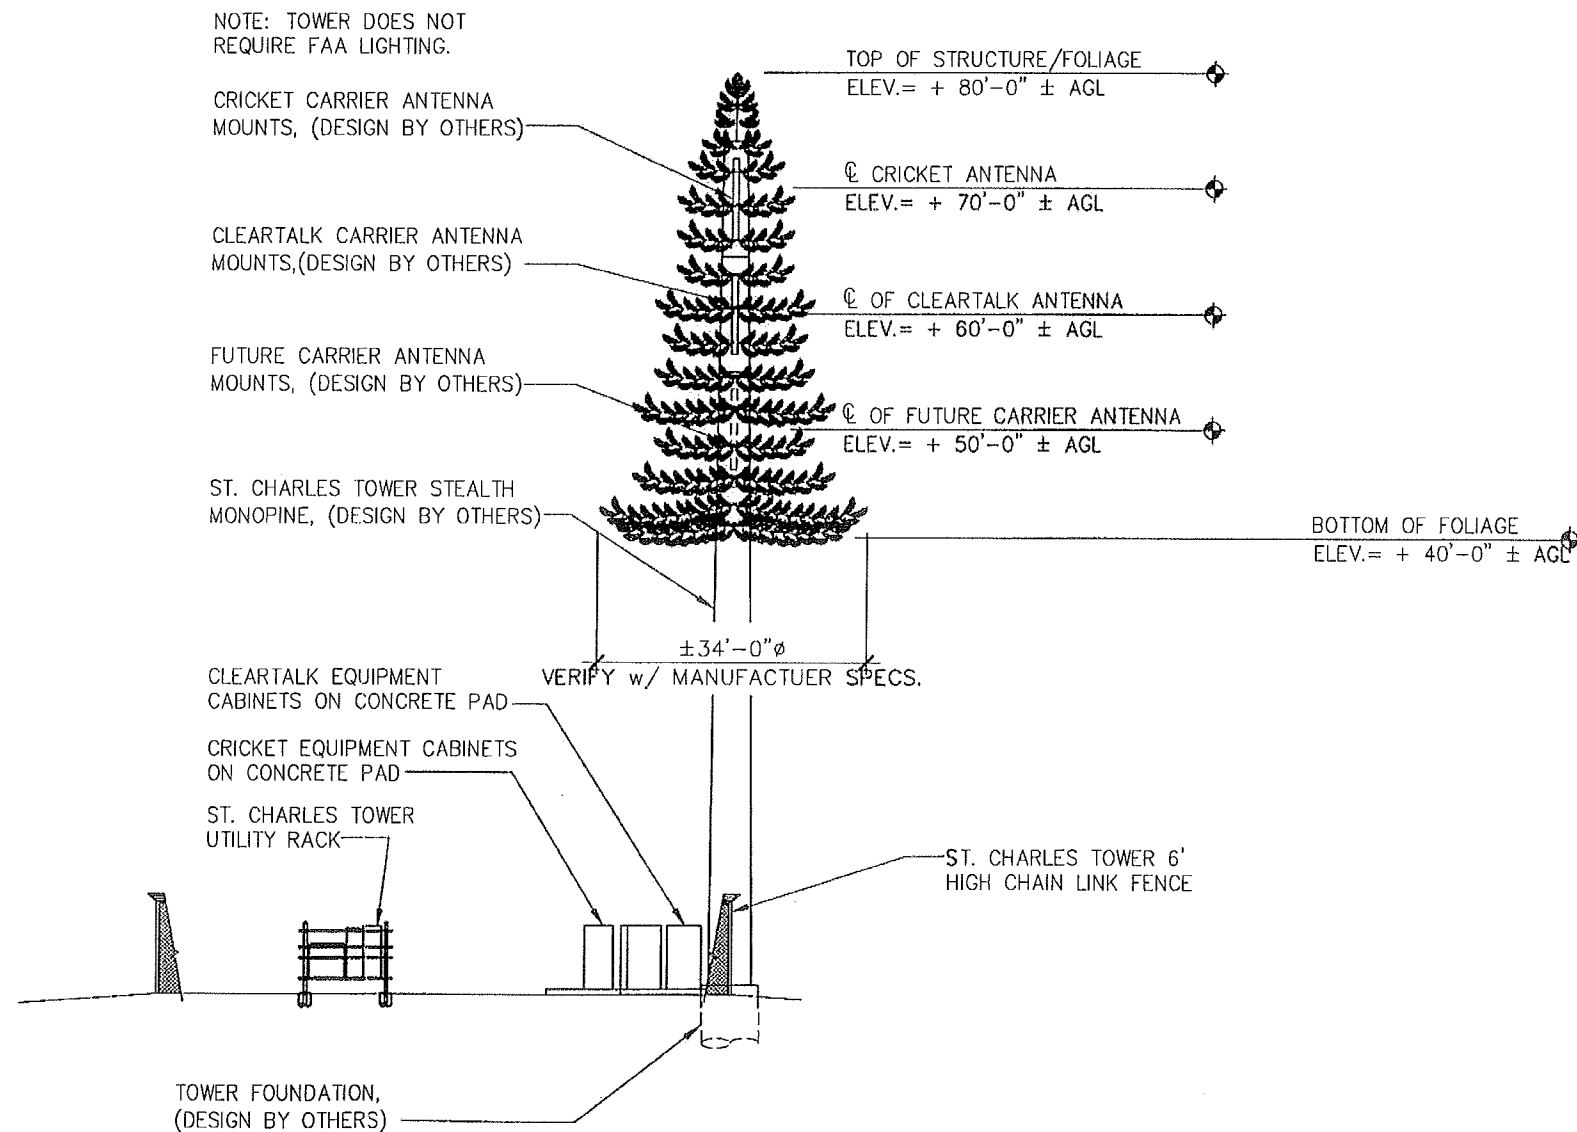 NOTE: TOWER DOES NOT
REQUIRE FAA LIGHTING.
CRICKET CARRIER ANTENNA
MOUNTS, (DESIGN BY OTHERS)
CLEARTALK CARRIER ANTENNA
MOUNTS,(DESIGN BY OTHERS)
FUTURE CARRIER ANTENNA
MOUNTS, (DESIGN BY OTHERS)
ST. CHARLES TOWER STEALTH
MONOPINE, (DESIGN BY OTHERS)
TOP OF STRUCTURE/FOLIAGE
ELEV.= + 80'-0" ± AGL
℄ CRICKET ANTENNA
ELEV.= + 70'-0" ± AGL
℄ OF CLEARTALK ANTENNA
ELEV.= + 60'-0" ± AGL
℄ OF FUTURE CARRIER ANTENNA
ELEV.= + 50'-0" ± AGL
BOTTOM OF FOLIAGE
ELEV.= + 40'-0" ± AGL
±34'-0"ø
VERIFY w/ MANUFACTUER SPECS.
CLEARTALK EQUIPMENT
CABINETS ON CONCRETE PAD
CRICKET EQUIPMENT CABINETS
ON CONCRETE PAD
ST. CHARLES TOWER
UTILITY RACK
ST. CHARLES TOWER 6'
HIGH CHAIN LINK FENCE
TOWER FOUNDATION,
(DESIGN BY OTHERS)